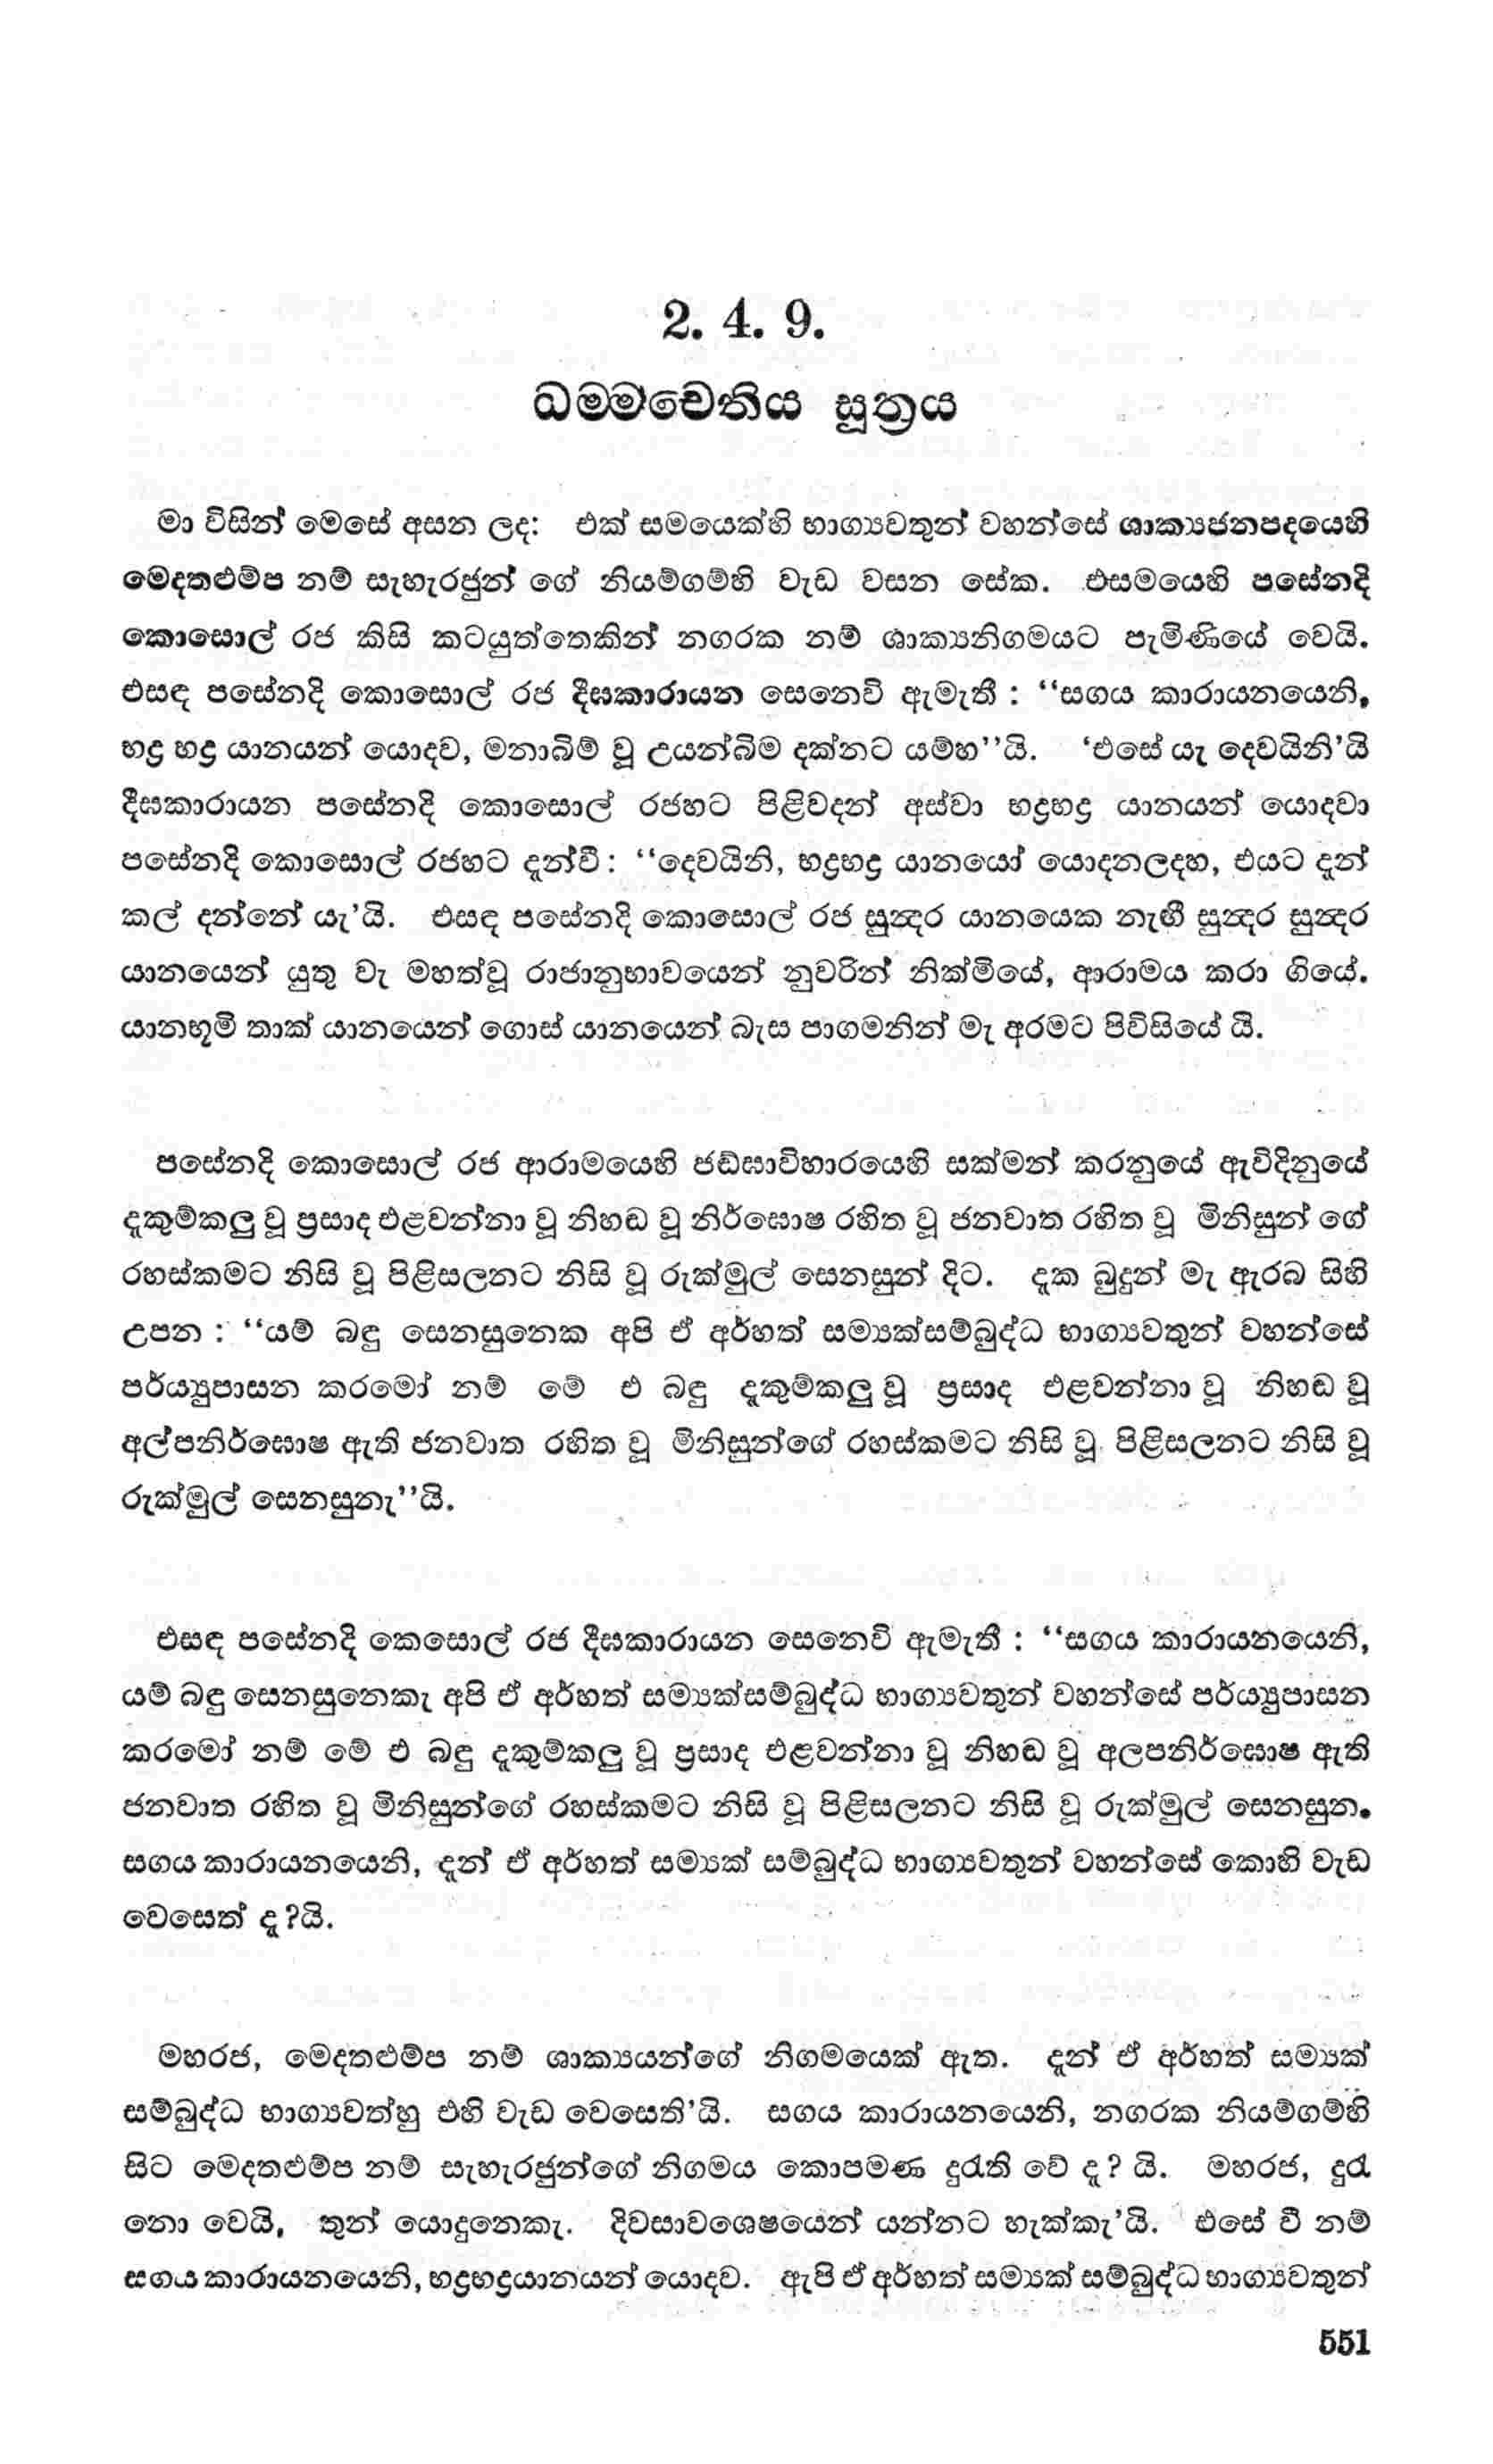 2. 4. 9.
ධම්මචෙතිය සූත්‍රය
මා විසින් මෙසේ අසන ලද: එක් සමයෙක්හි භාග්‍යවතුන් වහන්සේ ශාක්‍යජනපදයෙහි
මෙදතළුම්ප නම් සැහැරජුන් ගේ නියම්ගම්හි වැඩ වසන සේක. එසමයෙහි පසේනදි
කොසොල් රජ කිසි කටයුත්තෙකින් නගරක නම් ශාක්‍යනිගමයට පැමිණියේ වෙයි.
එසඳ පසේනදි කොසොල් රජ දීඝකාරායන සෙනෙවි ඇමැතී : “සගය කාරායනයෙනි,
භද්‍ර භද්‍ර යානයන් යොදව, මනාබිම් වූ උයන්බිම දක්නට යම්හ”යි. ‘එසේ යැ දෙවයිනි’යි
දීඝකාරායන පසේනදි කොසොල් රජහට පිළිවදන් අස්වා භද්‍රභද්‍ර යානයන් යොදවා
පසේනදි කොසොල් රජහට දැන්වී : “දෙවයිනි, භද්‍රභද්‍ර යානයෝ යොදනලදහ, එයට දැන්
කල් දන්නේ යැ’යි. එසඳ පසේනදි කොසොල් රජ සුන්‍දර යානයෙක නැඟී සුන්‍දර සුන්‍දර
යානයෙන් යුතු වැ මහත්වූ රාජානුභාවයෙන් නුවරින් නික්මියේ, ආරාමය කරා ගියේ.
යානභූමි තාක් යානයෙන් ගොස් යානයෙන් බැස පාගමනින් මැ අරමට පිවිසියේ යි.
පසේනදි කොසොල් රජ ආරාමයෙහි ජඞ්ඝාවිහාරයෙහි සක්මන් කරනුයේ ඇවිදිනුයේ
දැකුම්කලු වූ ප්‍රසාද එළවන්නා වූ නිහඬ වූ නිර්ඝොෂ රහිත වූ ජනවාත රහිත වූ මිනිසුන් ගේ
රහස්කමට නිසි වූ පිළිසලනට නිසි වූ රුක්මුල් සෙනසුන් දිට. දැක බුදුන් මැ ඇරබ සිහි
උපන : “යම් බඳු සෙනසුනෙක අපි ඒ අර්හත් සම්‍යක්සම්බුද්ධ භාග්‍යවතුන් වහන්සේ
පර්ය්‍යුපාසන කරමෝ නම් මේ එ බඳු දැකුම්කලු වූ ප්‍රසාද එළවන්නා වූ නිහඬ වූ
අල්පනිර්ඝොෂ ඇති ජනවාත රහිත වූ මිනිසුන්ගේ රහස්කමට නිසි වූ පිළිසලනට නිසි වූ
රුක්මුල් සෙනසුනැ”යි.
එසඳ පසේනදි කෙසොල් රජ දීඝකාරායන සෙනෙවි ඇමැතී : “සගය කාරායනයෙනි,
යම් බඳු සෙනසුනෙකැ අපි ඒ අර්හත් සම්‍යක්සම්බුද්ධ භාග්‍යවතුන් වහන්සේ පර්ය්‍යුපාසන
කරමෝ නම් මේ එ බඳු දැකුම්කලු වූ ප්‍රසාද එළවන්නා වූ නිහඬ වූ අලපනිර්ඝොෂ ඇති
ජනවාත රහිත වූ මිනිසුන්ගේ රහස්කමට නිසි වූ පිළිසලනට නිසි වූ රුක්මුල් සෙනසුන.
සගය කාරායනයෙනි, දැන් ඒ අර්හත් සම්‍යක් සම්බුද්ධ භාග්‍යවතුන් වහන්සේ කොහි වැඩ
වෙසෙත් දැ?යි.
මහරජ, මෙදතළුම්ප නම් ශාක්‍යයන්ගේ නිගමයෙක් ඇත. දැන් ඒ අර්හත් සම්‍යක්
සම්බුද්ධ භාග්‍යවත්හු එහි වැඩ වෙසෙති’යි. සගය කාරායනයෙනි, නගරක නියම්ගම්හි
සිට මෙදතළුම්ප නම් සැහැරජුන්ගේ නිගමය කොපමණ දුරැති වේ දැ? යි. මහරජ, දුරැ
නො වෙයි, තුන් යොදුනෙකැ. දිවසාවශෙෂයෙන් යන්නට හැක්කැ’යි. එසේ වී නම්
සගය කාරායනයෙනි, භද්‍රභද්‍රයානයන් යොදව. ඇපි ඒ අර්හත් සම්‍යක් සම්බුද්ධ භාග්‍යවතුන්
551